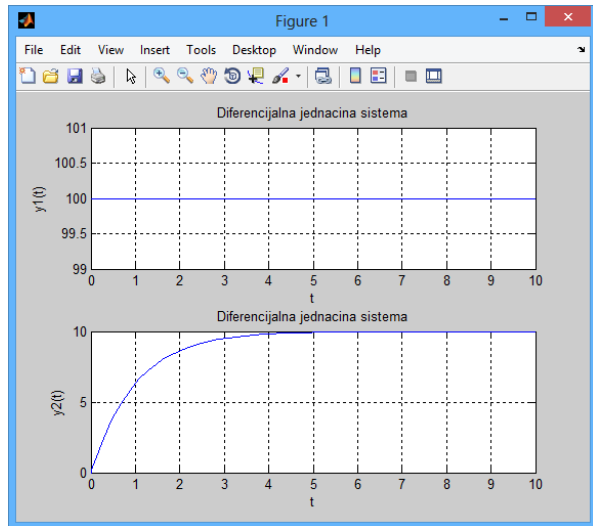 Figure 1
File Edit View Insert Tools Desktop Window Help
Diferencijalna jednacina sistema
101
100.5
100
99.5
99
y1(t)
0 1 2 3 4 5 6 7 8 9 10
t
Diferencijalna jednacina sistema
10
5
0
y2(t)
0 1 2 3 4 5 6 7 8 9 10
t